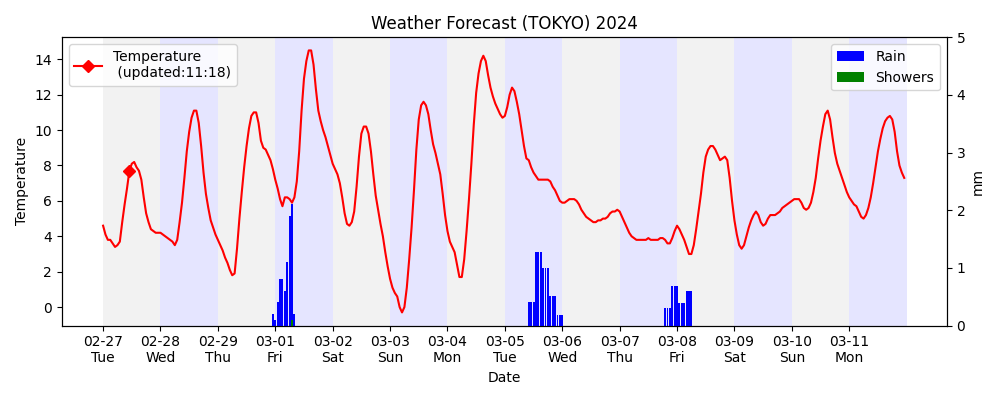 Weather Forecast (TOKYO) 2024
Temperature
(updated:11:18)
Rain
Showers
Temperature
14
12
10
8
6
4
2
0
5
4
3
2
1
0
mm
02-27 02-28 02-29 03-01 03-02 03-03 03-04 03-05 03-06 03-07 03-08 03-09 03-10 03-11
Tue Wed Thu Fri Sat Sun Mon Tue Wed Thu Fri Sat Sun Mon
Date